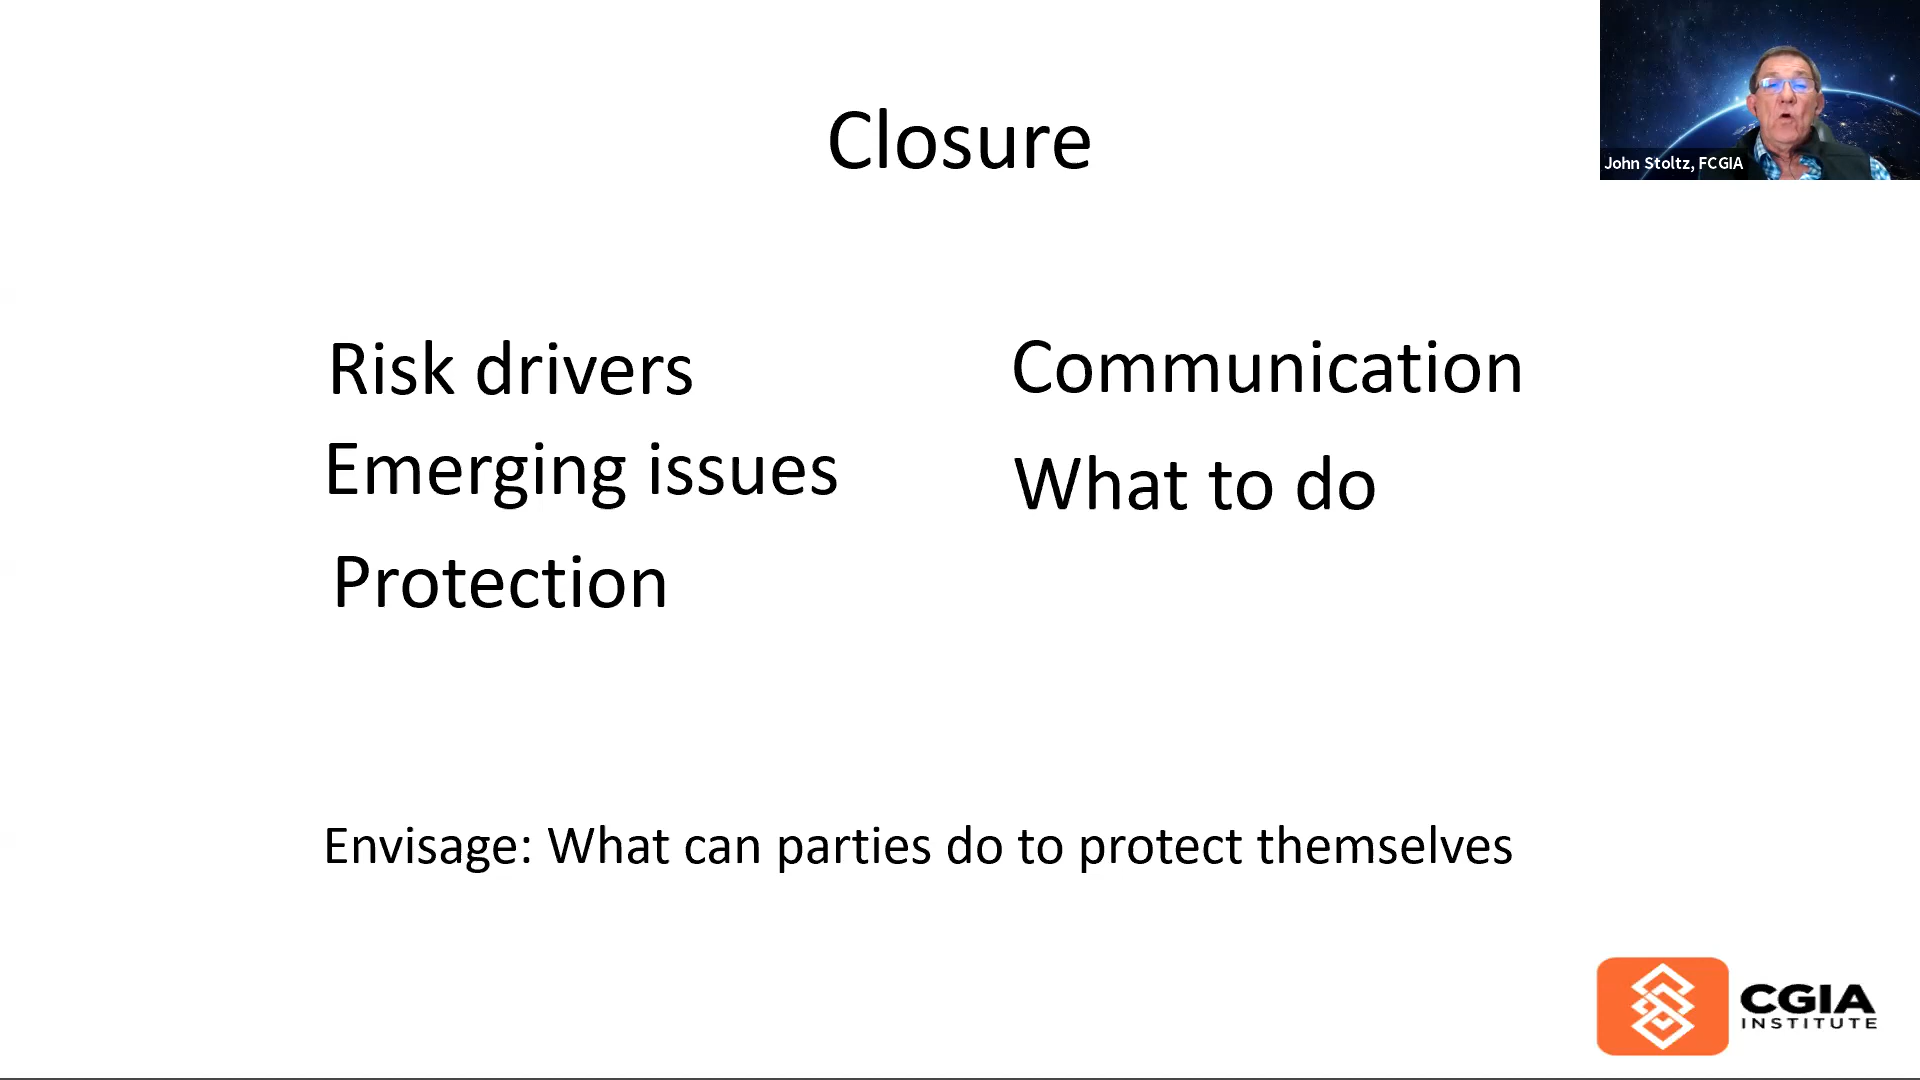 Closure
John Stoltz, FCGIA
Risk drivers
Emerging issues
Protection
Communication
What to do
Envisage: What can parties do to protect themselves
CGIA
INSTITUTE